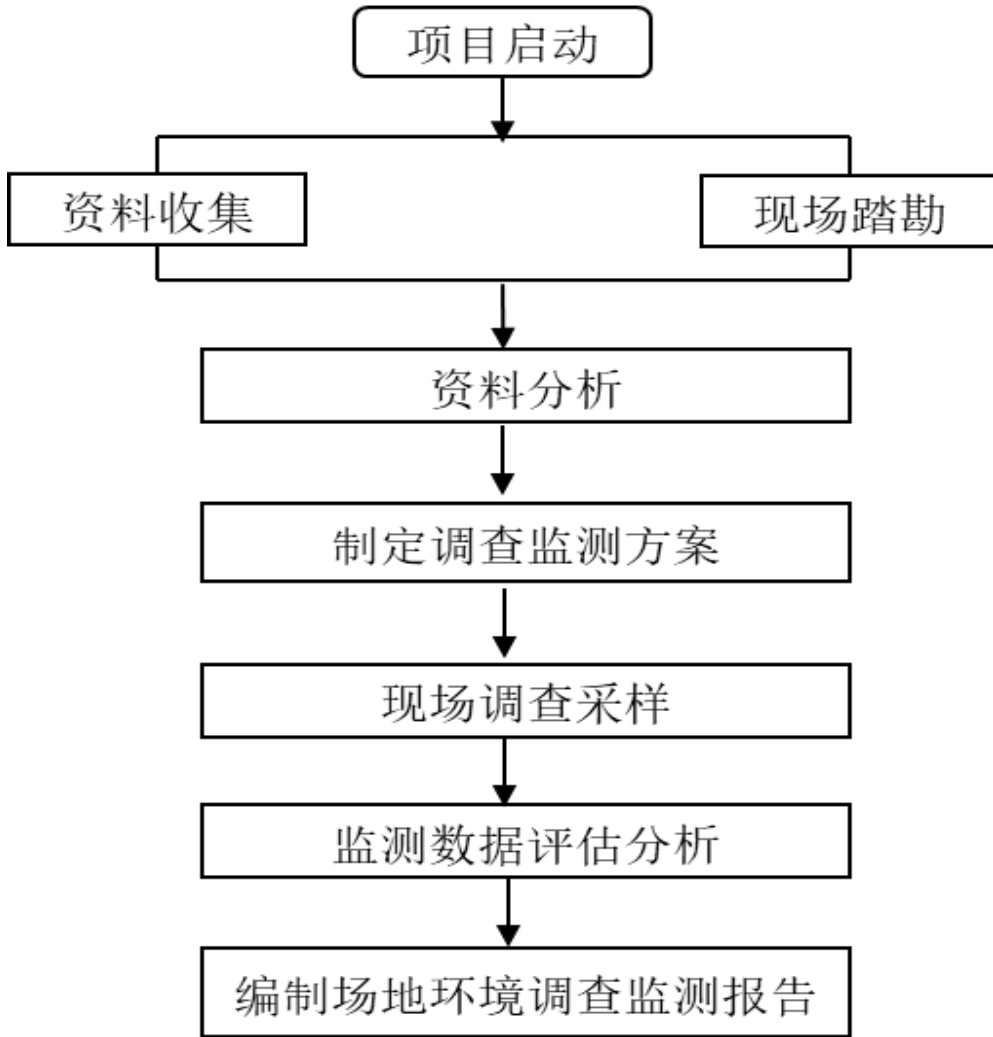 项目启动
资料收集
现场踏勘
资料分析
制定调查监测方案
现场调查采样
监测数据评估分析
编制场地环境调查监测报告